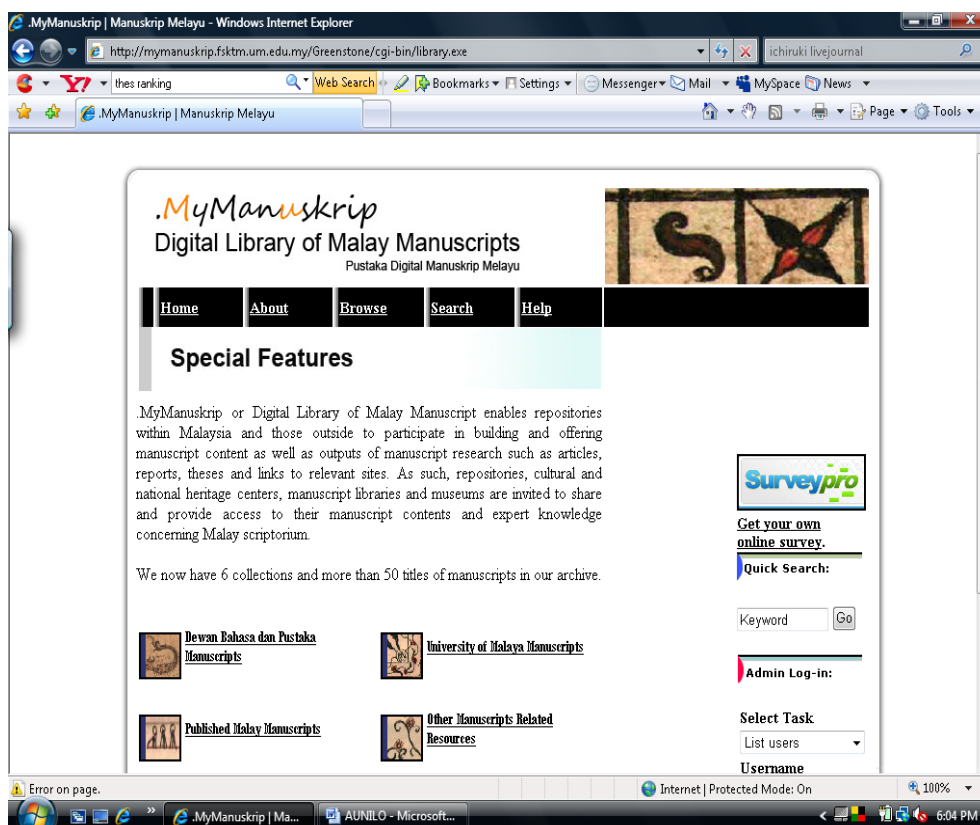 .MyManuskrip | Manuskrip Melayu - Windows Internet Explorer
http://mymanuskrip.fsktm.um.edu.my/Greenstone/cgi-bin/library.exe
ichiruki livejournal
thes ranking
Web Search
Bookmarks
Settings
Messenger
Mail
MySpace
News
.MyManuskrip | Manuskrip Melayu
Page
Tools
.MyManuskrip
Digital Library of Malay Manuscripts
Pustaka Digital Manuskrip Melayu
Home
About
Browse
Search
Help
Special Features
.MyManuskrip or Digital Library of Malay Manuscript enables repositories
within Malaysia and those outside to participate in building and offering
manuscript content as well as outputs of manuscript research such as articles,
reports, theses and links to relevant sites. As such, repositories, cultural and
national heritage centers, manuscript libraries and museums are invited to share
and provide access to their manuscript contents and expert knowledge
concerning Malay scriptorium.
We now have 6 collections and more than 50 titles of manuscripts in our archive.
Dewan Bahasa dan Pustaka
Manuscripts
University of Malaya Manuscripts
Published Malay Manuscripts
Other Manuscripts Related
Resources
Surveypro
Get your own
online survey.
Quick Search:
Keyword
Go
Admin Log-in:
Select Task
List users
Username
Error on page.
Internet | Protected Mode: On
100%
.MyManuskrip | Ma...
AUNILO - Microsoft...
6:04 PM